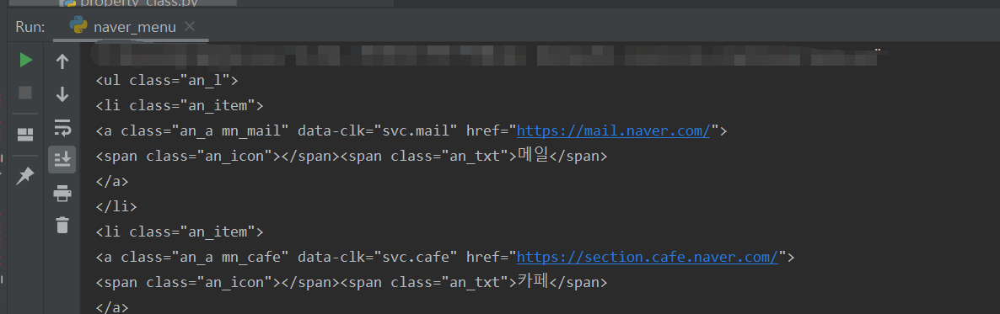 property_class.py
Run: naver_menu
"
<ul class="an_l">
<li class="an_item">
<a class="an_a mn_mail" data-clk="svc.mail" href="https://mail.naver.com/">
<span class="an_icon"></span><span class="an_txt">메일</span>
</a>
</li>
<li class="an_item">
<a class="an_a mn_cafe" data-clk="svc.cafe" href="https://section.cafe.naver.com/">
<span class="an_icon"></span><span class="an_txt">카페</span>
</a>